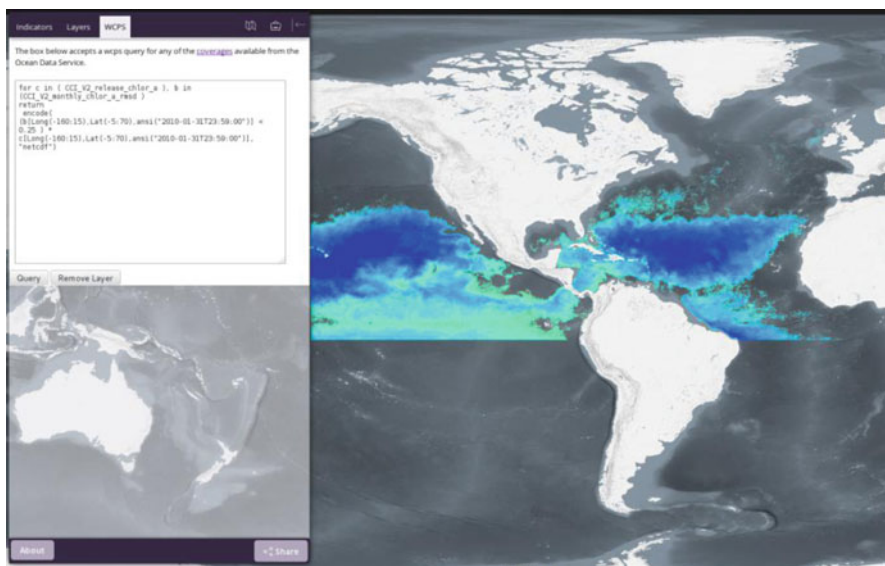 Indicators Layers WCPS
The box below accepts a wcps query for any of the coverages available from the
Ocean Data Service.
for c in ( CCI_V2_release_chlor_a ), b in
(CCI_V2_monthly_chlor_a_rmsd )
return
encode(
(b[Long(-160:15),Lat(-5:70),ansi("2010-01-31T23:59:00")] <
0.25 ) *
c[Long(-160:15),Lat(-5:70),ansi("2010-01-31T23:59:00")],
"netcdf")
Query Remove Layer
About Share